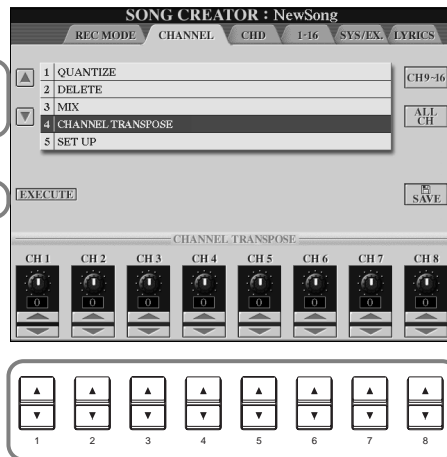 SONG CREATOR : NewSong
REC MODE CHANNEL CHD 1-16 SYS/EX. LYRICS
1 QUANTIZE
2 DELETE
3 MIX
4 CHANNEL TRANSPOSE
5 SET UP
CH9~16
ALL CH
EXECUTE
SAVE
CHANNEL TRANSPOSE
CH 1 CH 2 CH 3 CH 4 CH 5 CH 6 CH 7 CH 8
0 0 0 0 0 0 0 0
1 2 3 4 5 6 7 8